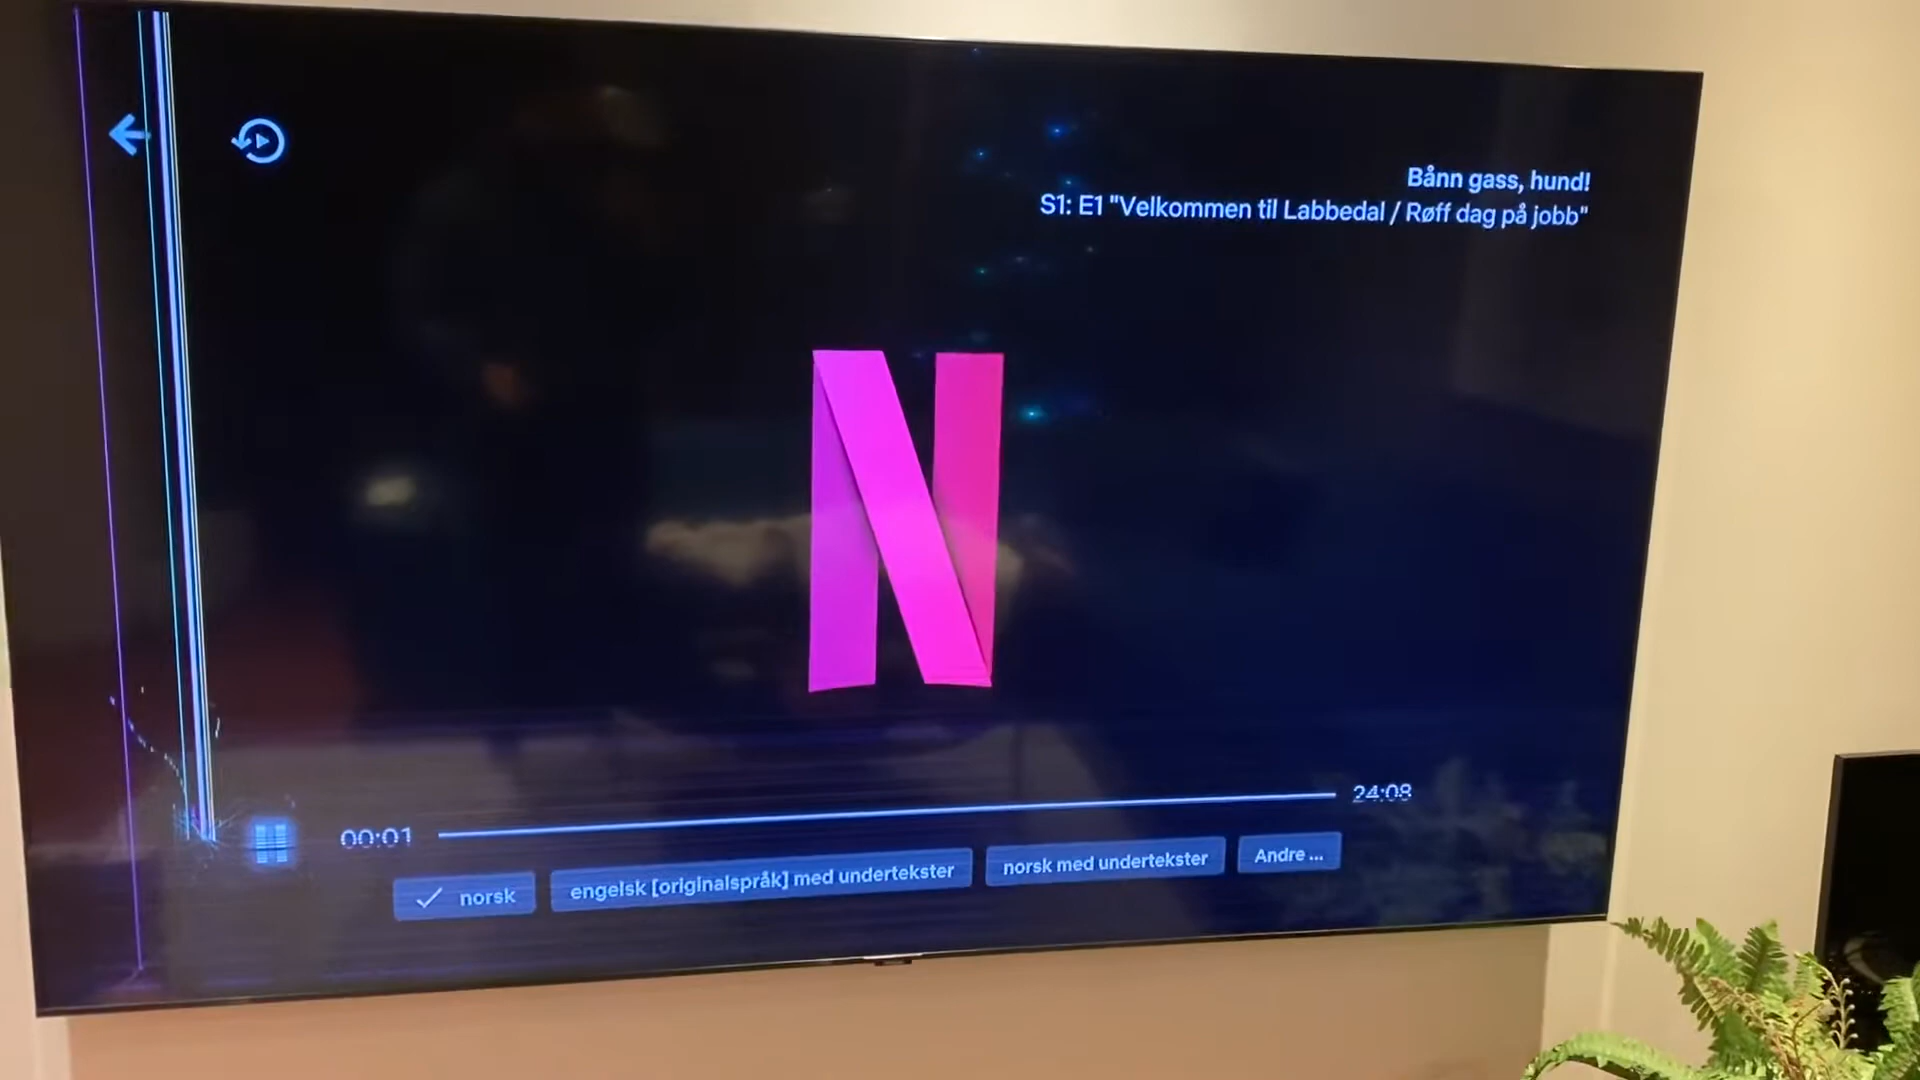 Bånn gass, hund!
S1: E1 "Velkommen til Labbedal / Røff dag på jobb"
N
00:01
24:08
norsk
engelsk [originalspråk] med undertekster
norsk med undertekster
Andre ...